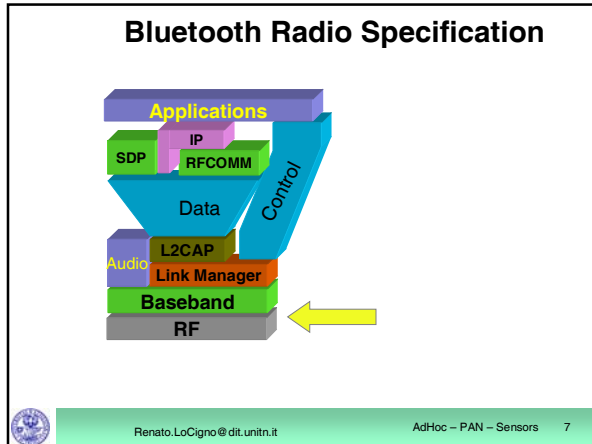 Bluetooth Radio Specification
Applications
IP
SDP
RFCOMM
Control
Data
L2CAP
Audio
Link Manager
Baseband
RF
Renato.LoCigno@dit.unitn.it
AdHoc – PAN – Sensors 7